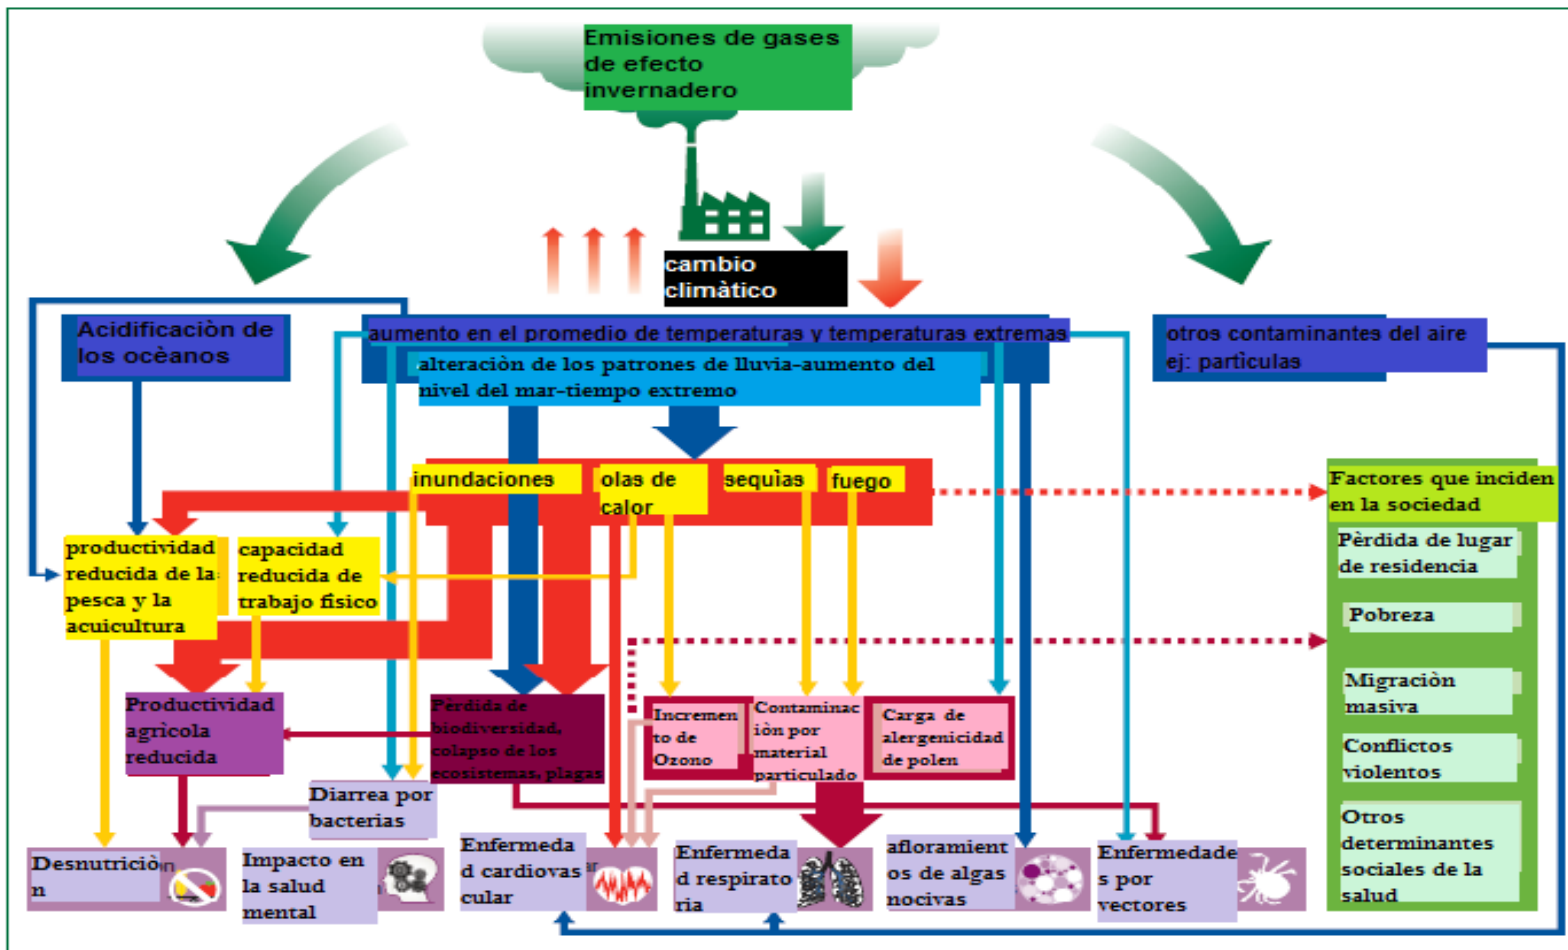 Emisiones de gases
de efecto
invernadero
cambio
climàtico
Acidificaciòn de
los ocèanos
aumento en el promedio de temperaturas y temperaturas extremas
alteraciòn de los patrones de lluvia-aumento del
nivel del mar-tiempo extremo
otros contaminantes del aire
ej: partìculas
inundaciones
olas de
calor
sequìas
fuego
Factores que inciden
en la sociedad
Pèrdida de lugar
de residencia
Pobreza
Migraciòn
masiva
Conflictos
violentos
Otros
determinantes
sociales de la
salud
productividad
reducida de la
pesca y la
acuicultura
capacidad
reducida de
trabajo físico
Productividad
agrìcola
reducida
Pèrdida de
biodiversidad,
colapso de los
ecosistemas, plagas
Incremen
to de
Ozono
Contaminac
iòn por
material
particulado
Carga de
alergenicidad
de polen
Diarrea por
bacterias
Desnutriciò
n
Impacto en
la salud
mental
Enfermeda
d cardiovas
cular
Enfermeda
d respirato
ria
afloramient
os de algas
nocivas
Enfermedade
s por
vectores